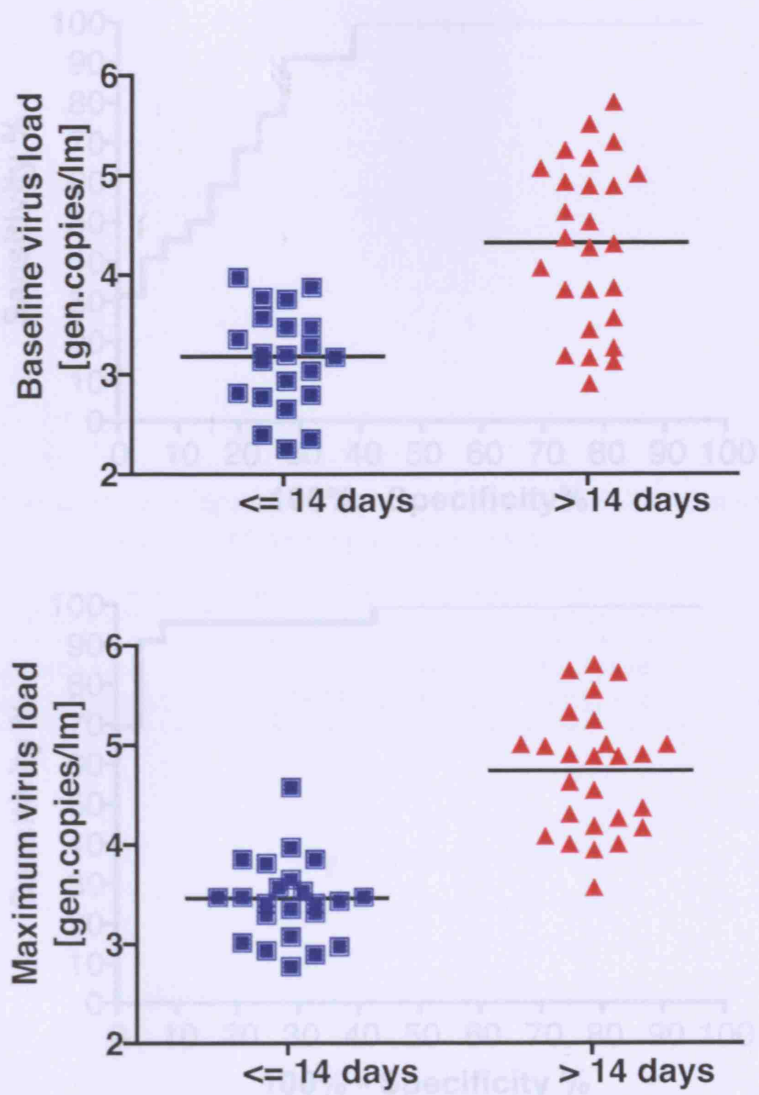 Baseline virus load
[gen.copies/lm]
6
5
4
3
2
<= 14 days
> 14 days
Maximum virus load
[gen.copies/lm]
6
5
4
3
2
<= 14 days
> 14 days